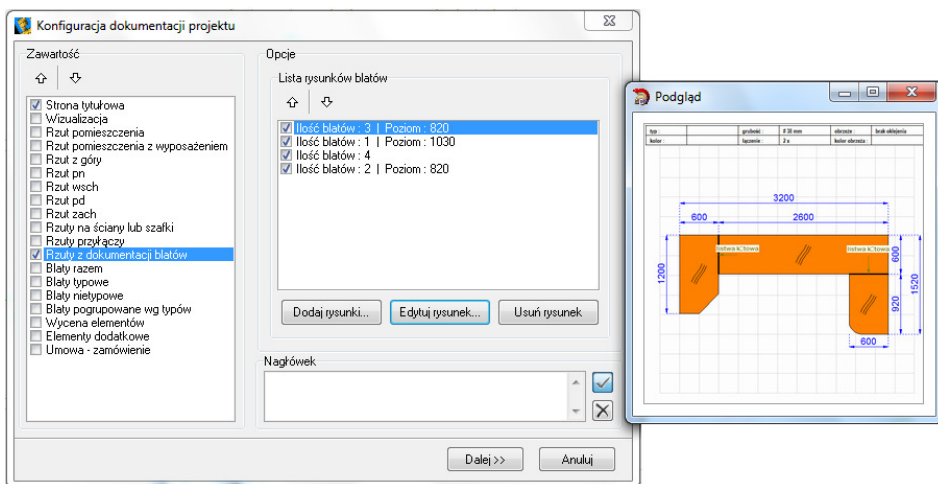 Konfiguracja dokumentacji projektu
Zawartość
Strona tytułowa
Wizualizacja
Rzut pomieszczenia
Rzut pomieszczenia z wyposażeniem
Rzut z góry
Rzut pn
Rzut wsch
Rzut pd
Rzut zach
Rzuty na ściany lub szafki
Rzuty przyłączy
Rzuty z dokumentacji blatów
Blaty razem
Blaty typowe
Blaty nietypowe
Blaty pogrupowane wg typów
Wycena elementów
Elementy dodatkowe
Umowa - zamówienie
Opcje
Lista rysunków blatów
Ilość blatów : 3 | Poziom : 820
Ilość blatów : 1 | Poziom : 1030
Ilość blatów : 4
Ilość blatów : 2 | Poziom : 820
Dodaj rysunki... Edytuj rysunek... Usuń rysunek
Nagłówek
Dalej >> Anuluj
Podgląd
typ : grubość : # 38 mm obrzeże : brak oklejenia
kolor : łączenie : 2 x kolor obrzeża :
3200
600 2600
1200
600
920
1520
600